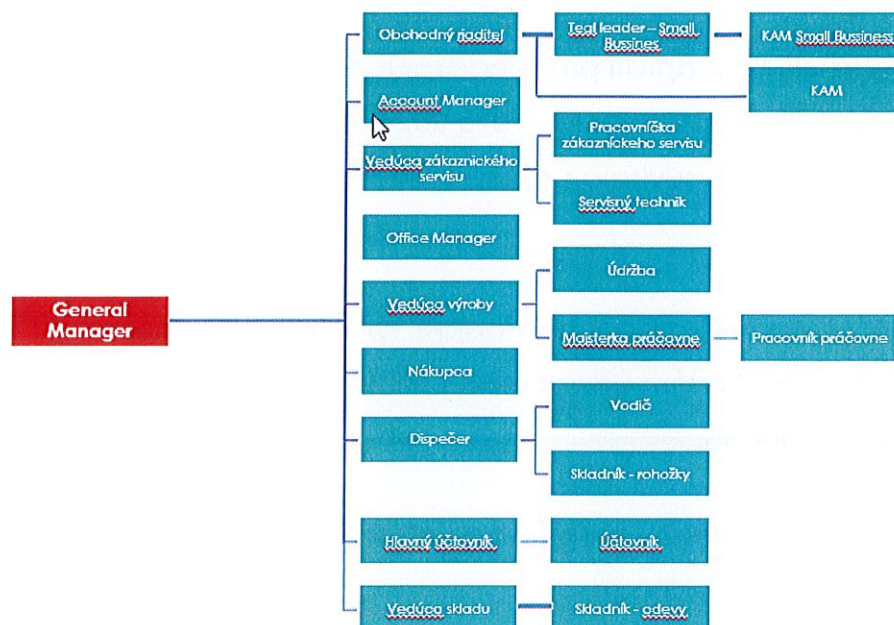 Obchodný riaditeľ
Teal leader – Small
Bussines
KAM Small Bussiness
KAM
Account Manager
Pracovníčka
zákazníckeho servisu
Vedúca zákaznického
servisu
Servisný technik
Office Manager
Údržba
General
Manager
Vedúca výroby
Majsterka práčovne
Pracovník práčovne
Nákupca
Vodič
Dispečer
Skladník - rohožky
Hlavný účtovník
Účtovník
Vedúca skladu
Skladník - odevy